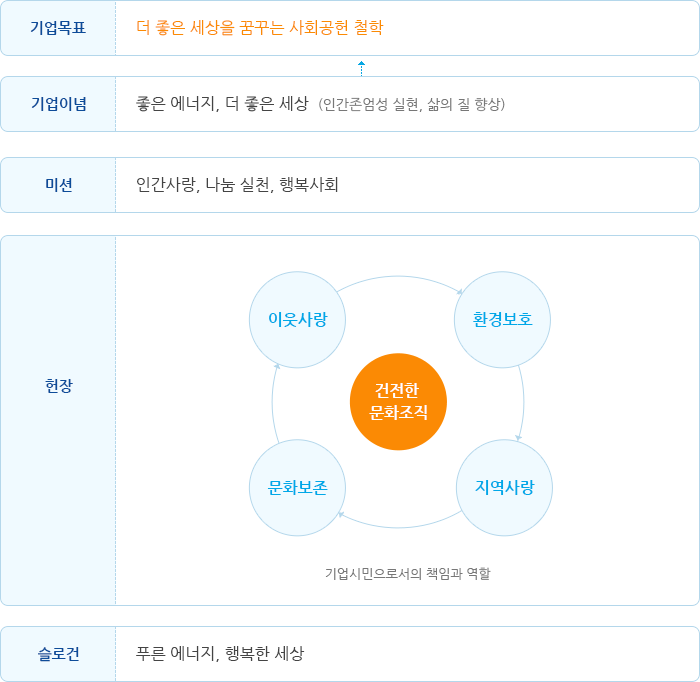 기업목표
더 좋은 세상을 꿈꾸는 사회공헌 철학
기업이념
좋은 에너지, 더 좋은 세상 (인간존엄성 실현, 삶의 질 향상)
미션
인간사랑, 나눔 실천, 행복사회
헌장
이웃사랑
환경보호
건전한
문화조직
문화보존
지역사랑
기업시민으로서의 책임과 역할
슬로건
푸른 에너지, 행복한 세상